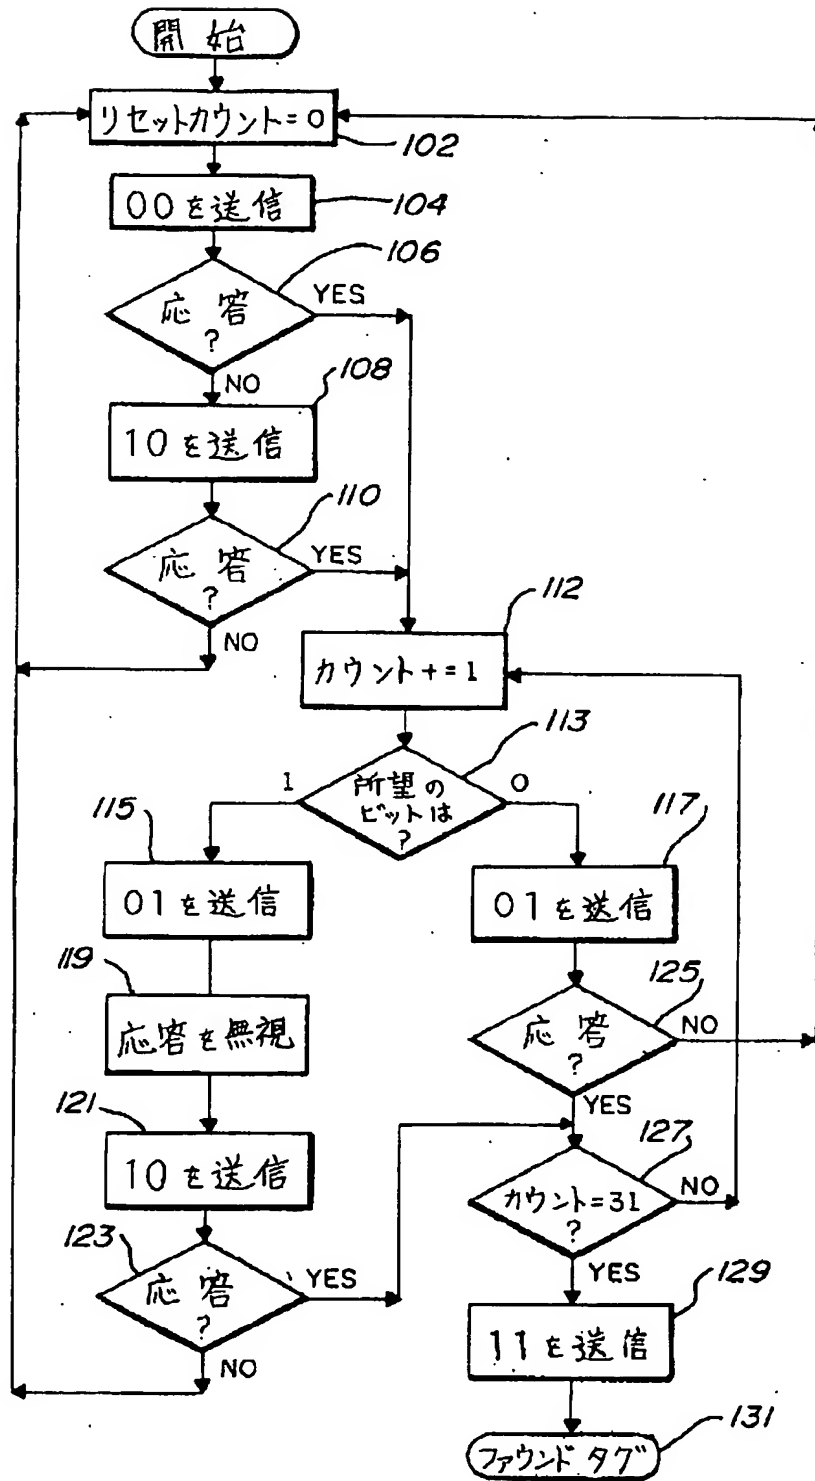 開始
リセットカウント=0
102
00を送信
104
106
応答
?
YES
NO
108
10を送信
110
応答
?
YES
NO
112
カウント+=1
113
所望の
ビットは
?
1
0
115
01を送信
117
01を送信
119
応答を無視
125
応答
?
NO
YES
121
10を送信
127
カウント=31
?
NO
YES
123
応答
?
YES
NO
129
11を送信
131
ファウンドタグ